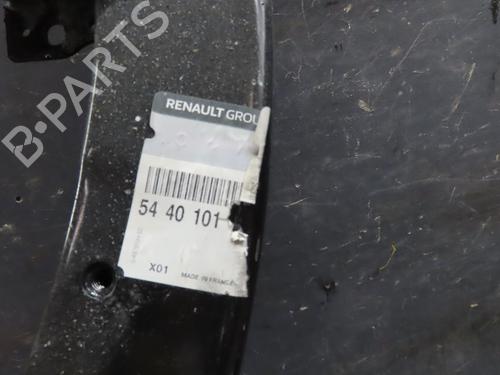 B-PARTS
RENAULT GROU
54 40 101
X01 MADE IN FRANCE